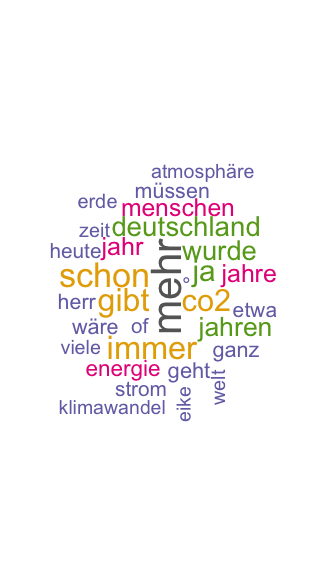 atmosphäre
müssen
erde
menschen
zeit
deutschland
heute
jahr
mehr
wurde
schon
°
ja
jahre
herr
gibt
co2
etwa
wäre
of
jahren
viele
immer
ganz
energie
geht
strom
eike
welt
klimawandel